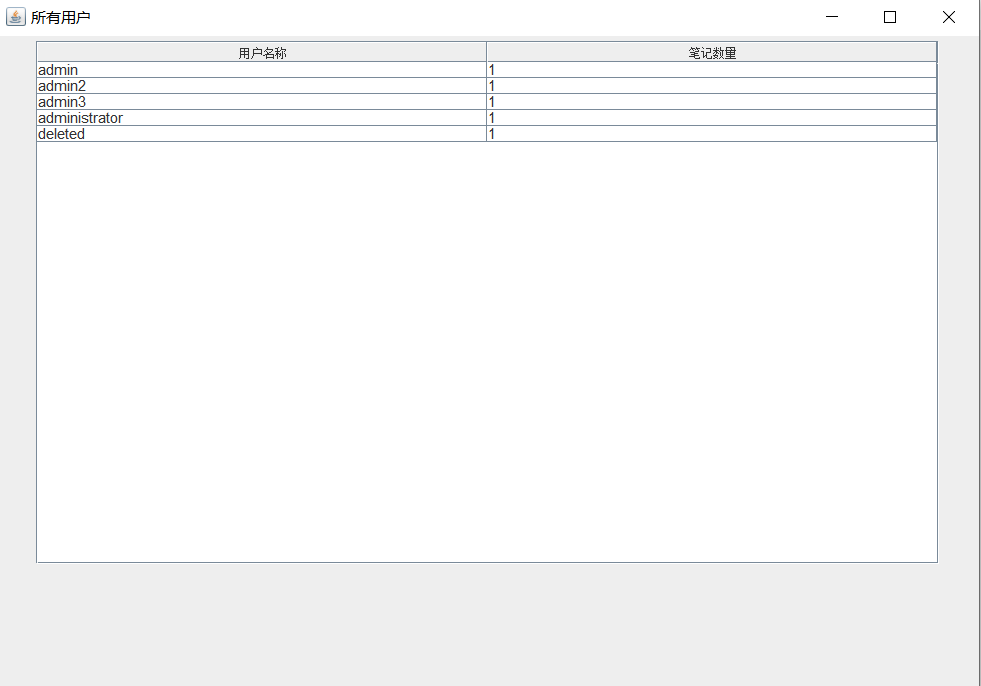 所有用户
用户名称 笔记数量
admin 1
admin2 1
admin3 1
administrator 1
deleted 1